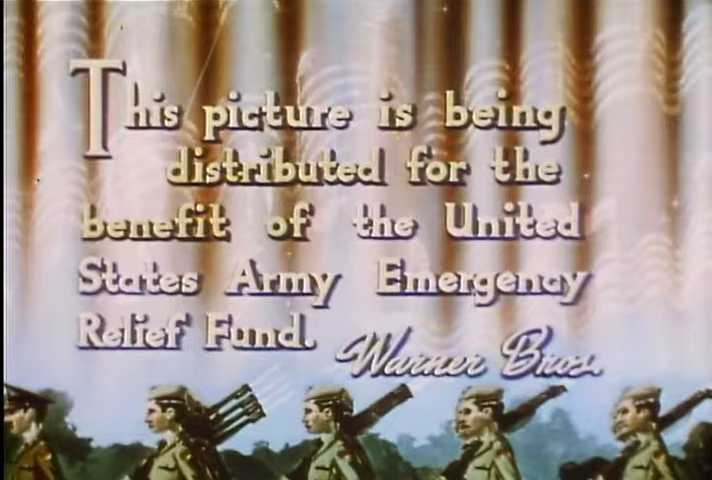 This picture is being
distributed for the
benefit of the United
States Army Emergency
Relief Fund.
Warner Bros.